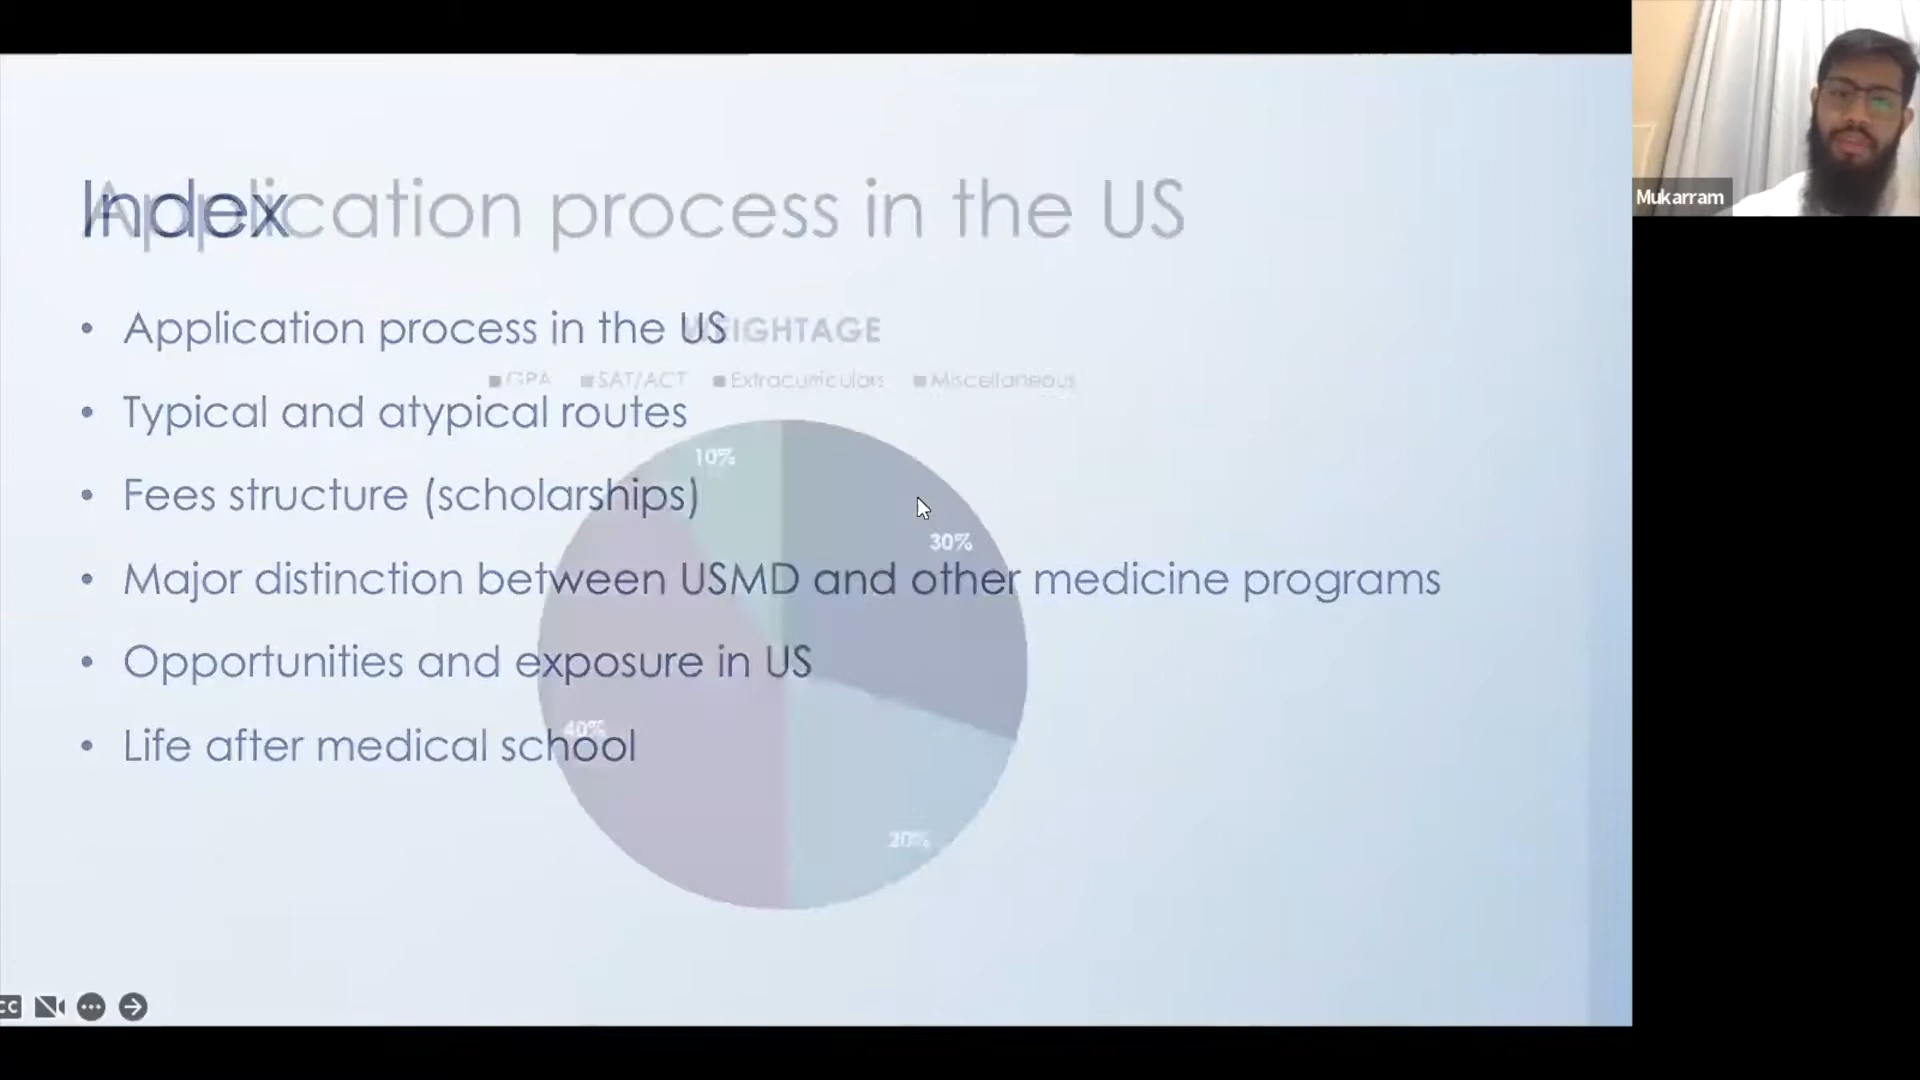 Index
Application process in the US
• Application process in the US
WEIGHTAGE
GPA SAT/ACT Extracurriculars Miscellaneous
• Typical and atypical routes
10%
• Fees structure (scholarships)
30%
• Major distinction between USMD and other medicine programs
• Opportunities and exposure in US
40%
• Life after medical school
20%
Mukarram
CC